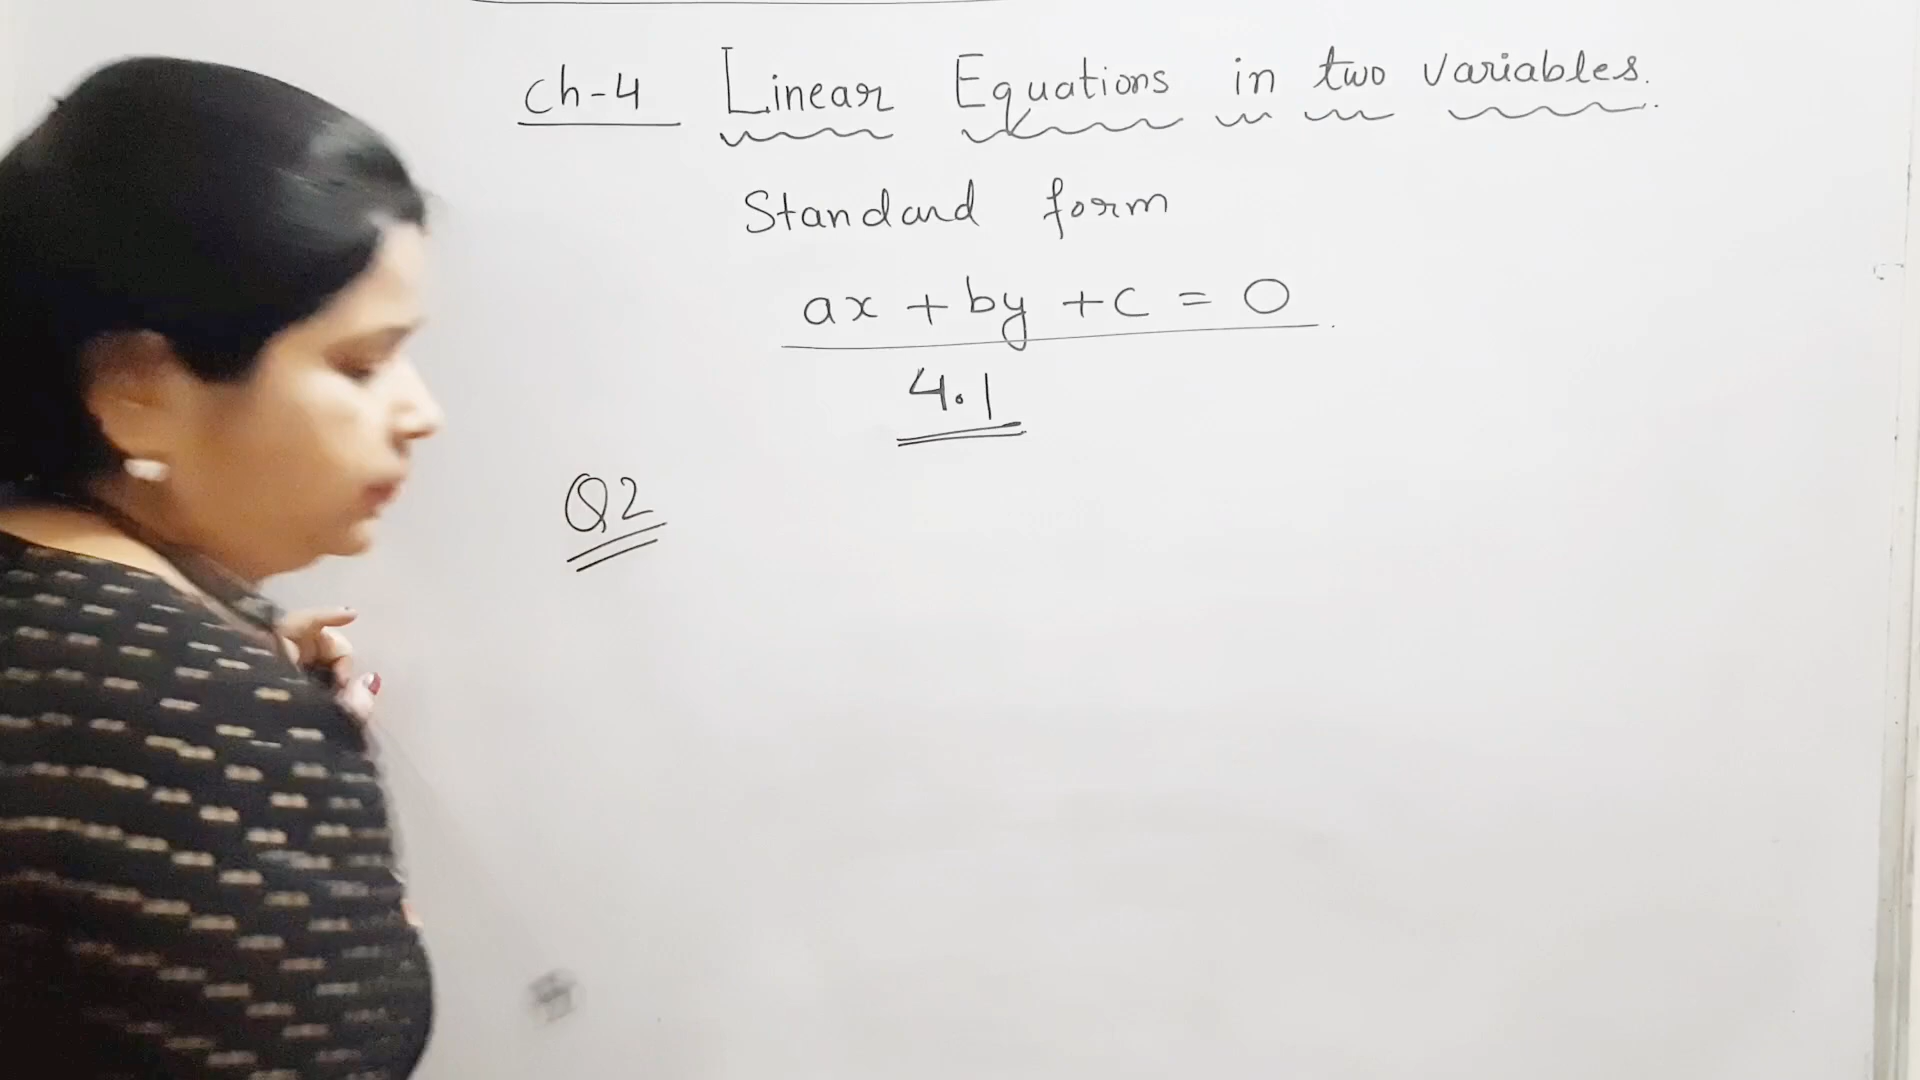 Ch-4 Linear Equations in two variables.
Standard form
ax + by + c = 0
4.1
Q2